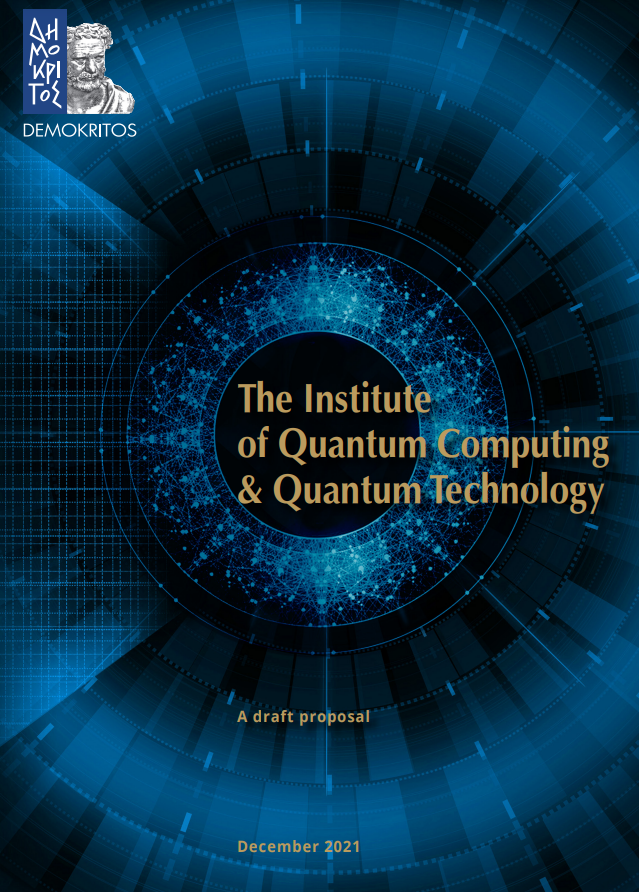 ΔΗ
ΜΟ
ΚΡΙ
ΤΟΣ
DEMOKRITOS
The Institute
of Quantum Computing
& Quantum Technology
A draft proposal
December 2021